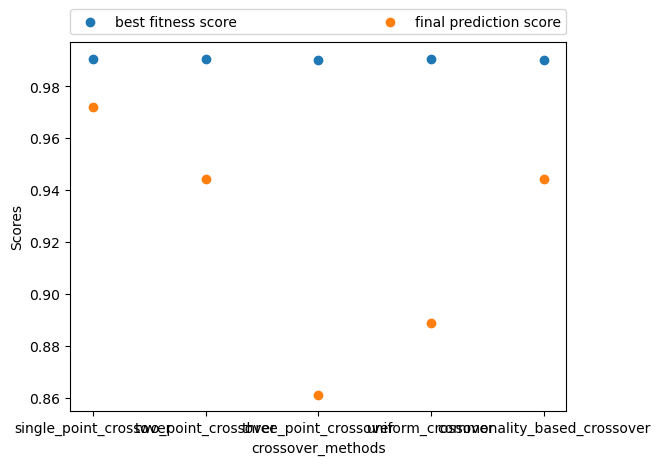 best fitness score final prediction score
Scores
0.98
0.96
0.94
0.92
0.90
0.88
0.86
single_point_crossover two_point_crossover three_point_crossover uniform_crossover commonality_based_crossover
crossover_methods